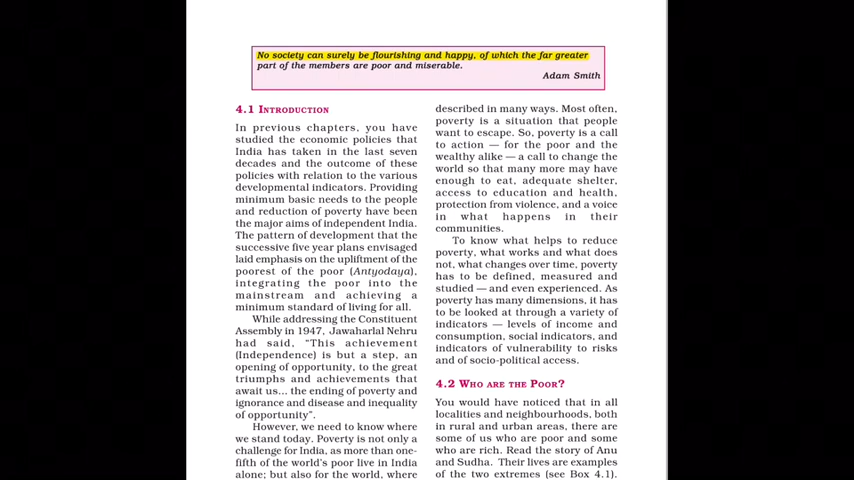 No society can surely be flourishing and happy, of which the far greater
part of the members are poor and miserable.
Adam Smith
4.1 INTRODUCTION
In previous chapters, you have
studied the economic policies that
India has taken in the last seven
decades and the outcome of these
policies with relation to the various
developmental indicators. Providing
minimum basic needs to the people
and reduction of poverty have been
the major aims of independent India.
The pattern of development that the
successive five year plans envisaged
laid emphasis on the upliftment of the
poorest of the poor (Antyodaya),
integrating the poor into the
mainstream and achieving a
minimum standard of living for all.
While addressing the Constituent
Assembly in 1947, Jawaharlal Nehru
had said, “This achievement
(Independence) is but a step, an
opening of opportunity, to the great
triumphs and achievements that
await us… the ending of poverty and
ignorance and disease and inequality
of opportunity”.
However, we need to know where
we stand today. Poverty is not only a
challenge for India, as more than one-
fifth of the world’s poor live in India
alone; but also for the world, where
described in many ways. Most often,
poverty is a situation that people
want to escape. So, poverty is a call
to action — for the poor and the
wealthy alike — a call to change the
world so that many more may have
enough to eat, adequate shelter,
access to education and health,
protection from violence, and a voice
in what happens in their
communities.
To know what helps to reduce
poverty, what works and what does
not, what changes over time, poverty
has to be defined, measured and
studied — and even experienced. As
poverty has many dimensions, it has
to be looked at through a variety of
indicators — levels of income and
consumption, social indicators, and
indicators of vulnerability to risks
and of socio-political access.
4.2 WHO ARE THE POOR?
You would have noticed that in all
localities and neighbourhoods, both
in rural and urban areas, there are
some of us who are poor and some
who are rich. Read the story of Anu
and Sudha. Their lives are examples
of the two extremes (see Box 4.1).